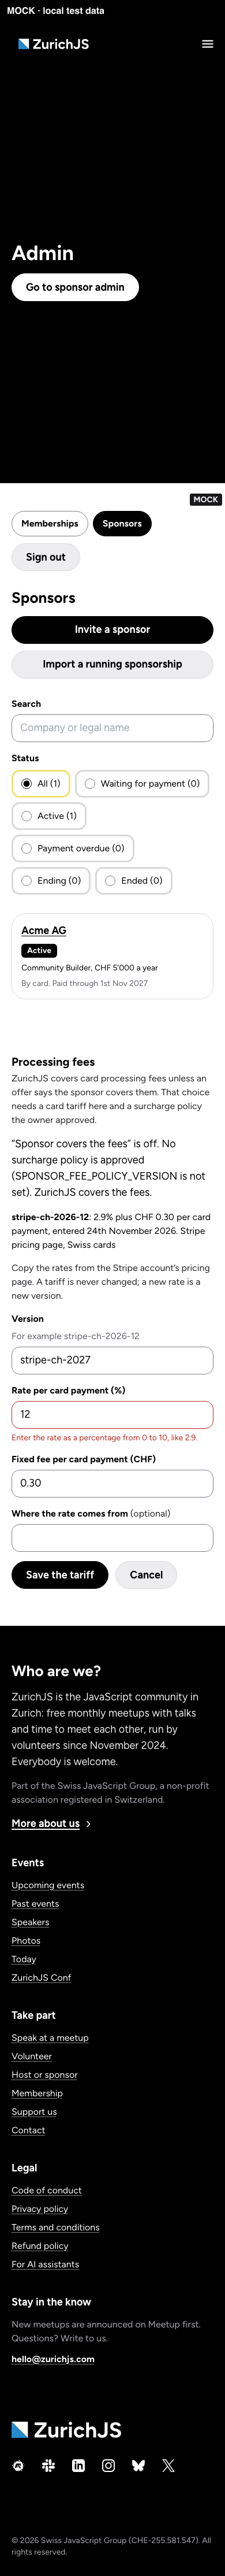 MOCK · local test data
ZurichJS
Admin
Go to sponsor admin
MOCK
Memberships
Sponsors
Sign out
Sponsors
Invite a sponsor
Import a running sponsorship
Search
Company or legal name
Status
All (1)
Waiting for payment (0)
Active (1)
Payment overdue (0)
Ending (0)
Ended (0)
Acme AG
Active
Community Builder, CHF 5'000 a year
By card. Paid through 1st Nov 2027
Processing fees
ZurichJS covers card processing fees unless an
offer says the sponsor covers them. That choice
needs a card tariff here and a surcharge policy
the owner approved.
“Sponsor covers the fees” is off. No
surcharge policy is approved
(SPONSOR_FEE_POLICY_VERSION is not
set). ZurichJS covers the fees.
stripe-ch-2026-12: 2.9% plus CHF 0.30 per card
payment, entered 24th November 2026. Stripe
pricing page, Swiss cards
Copy the rates from the Stripe account’s pricing
page. A tariff is never changed; a new rate is a
new version.
Version
For example stripe-ch-2026-12
stripe-ch-2027
Rate per card payment (%)
12
Enter the rate as a percentage from 0 to 10, like 2.9.
Fixed fee per card payment (CHF)
0.30
Where the rate comes from (optional)
Save the tariff
Cancel
Who are we?
ZurichJS is the JavaScript community in
Zurich: free monthly meetups with talks
and time to meet each other, run by
volunteers since November 2024.
Everybody is welcome.
Part of the Swiss JavaScript Group, a non-profit
association registered in Switzerland.
More about us
Events
Upcoming events
Past events
Speakers
Photos
Today
ZurichJS Conf
Take part
Speak at a meetup
Volunteer
Host or sponsor
Membership
Support us
Contact
Legal
Code of conduct
Privacy policy
Terms and conditions
Refund policy
For AI assistants
Stay in the know
New meetups are announced on Meetup first.
Questions? Write to us.
hello@zurichjs.com
ZurichJS
© 2026 Swiss JavaScript Group (CHE-255.581.547). All
rights reserved.